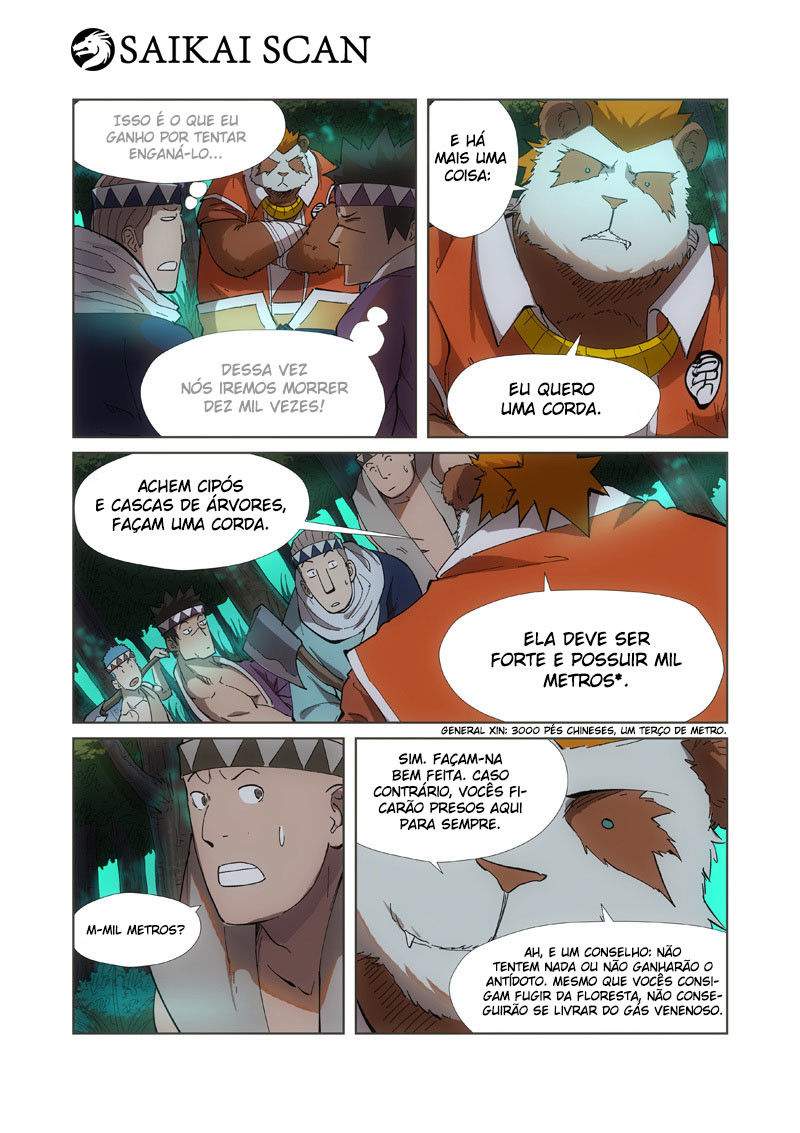 SAIKAI SCAN
ISSO É O QUE EU
GANHO POR TENTAR
ENGANÁ-LO...
DESSA VEZ
NÓS IREMOS MORRER
DEZ MIL VEZES!
E HÁ
MAIS UMA
COISA:
EU QUERO
UMA CORDA.
ACHEM CIPÓS
E CASCAS DE ÁRVORES,
FAÇAM UMA CORDA.
ELA DEVE SER
FORTE E POSSUIR MIL
METROS*.
GENERAL XIN: 3000 PÉS CHINESES, UM TERÇO DE METRO.
M-MIL METROS?
SIM. FAÇAM-NA
BEM FEITA. CASO
CONTRÁRIO, VOCÊS FI-
CARÃO PRESOS AQUI
PARA SEMPRE.
AH, E UM CONSELHO: NÃO
TENTEM NADA OU NÃO GANHARÃO O
ANTÍDOTO. MESMO QUE VOCÊS CONSI-
GAM FUGIR DA FLORESTA, NÃO CONSE-
GUIRÃO SE LIVRAR DO GÁS VENENOSO.